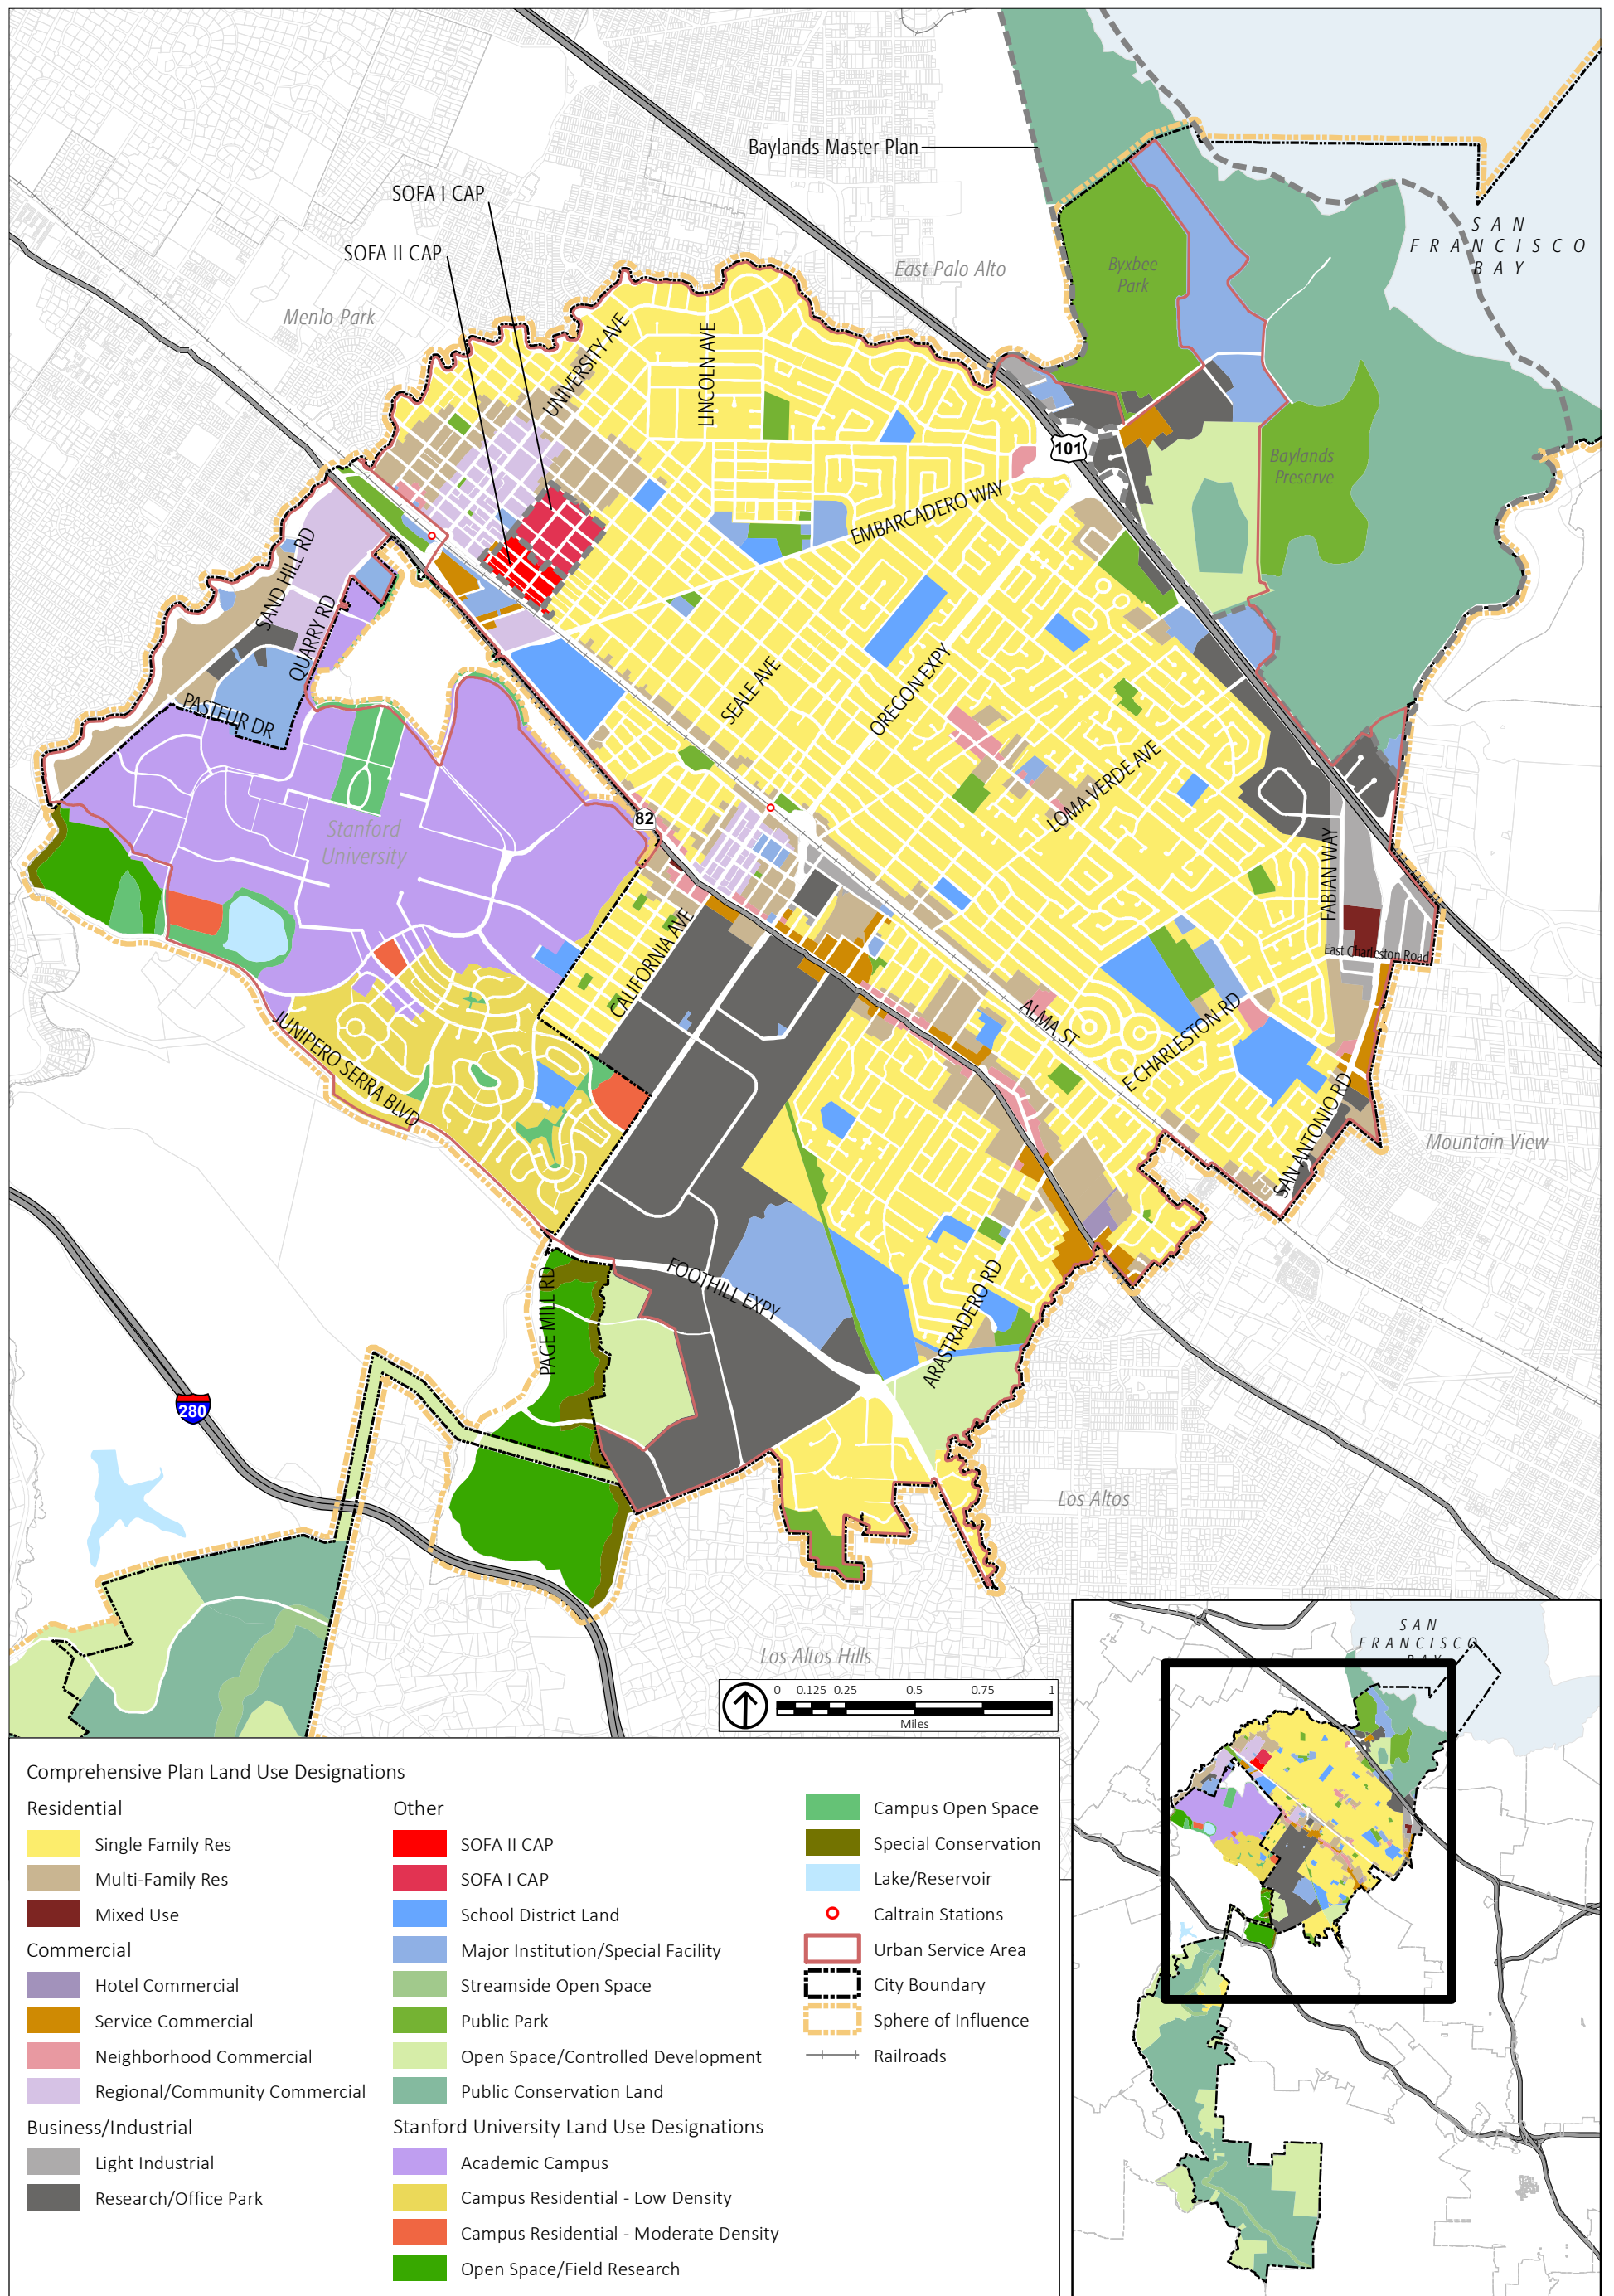 Baylands Master Plan
SOFA I CAP
SOFA II CAP
SAN
FRANCISCO
BAY
East Palo Alto
Byxbee
Park
Menlo Park
UNIVERSITY AVE
LINCOLN AVE
101
Baylands
Preserve
EMBARCADERO WAY
SAND HILL RD
QUARRY RD
PASTEUR DR
SEALE AVE
OREGON EXPY
LOMA VERDE AVE
Stanford
University
82
FABIAN WAY
East Charleston Road
CALIFORNIA AVE
ALMA ST
E CHARLESTON RD
JUNIPERO SERRA BLVD
SAN ANTONIO RD
Mountain View
FOOTHILL EXPY
PAGE MILL RD
ARASTRADERO RD
280
Los Altos
Los Altos Hills
0 0.125 0.25 0.5 0.75 1
Miles
SAN
FRANCISCO
BAY
Comprehensive Plan Land Use Designations
Residential
Single Family Res
Multi-Family Res
Mixed Use
Commercial
Hotel Commercial
Service Commercial
Neighborhood Commercial
Regional/Community Commercial
Business/Industrial
Light Industrial
Research/Office Park
Other
SOFA II CAP
SOFA I CAP
School District Land
Major Institution/Special Facility
Streamside Open Space
Public Park
Open Space/Controlled Development
Public Conservation Land
Stanford University Land Use Designations
Academic Campus
Campus Residential - Low Density
Campus Residential - Moderate Density
Open Space/Field Research
Campus Open Space
Special Conservation
Lake/Reservoir
Caltrain Stations
Urban Service Area
City Boundary
Sphere of Influence
Railroads